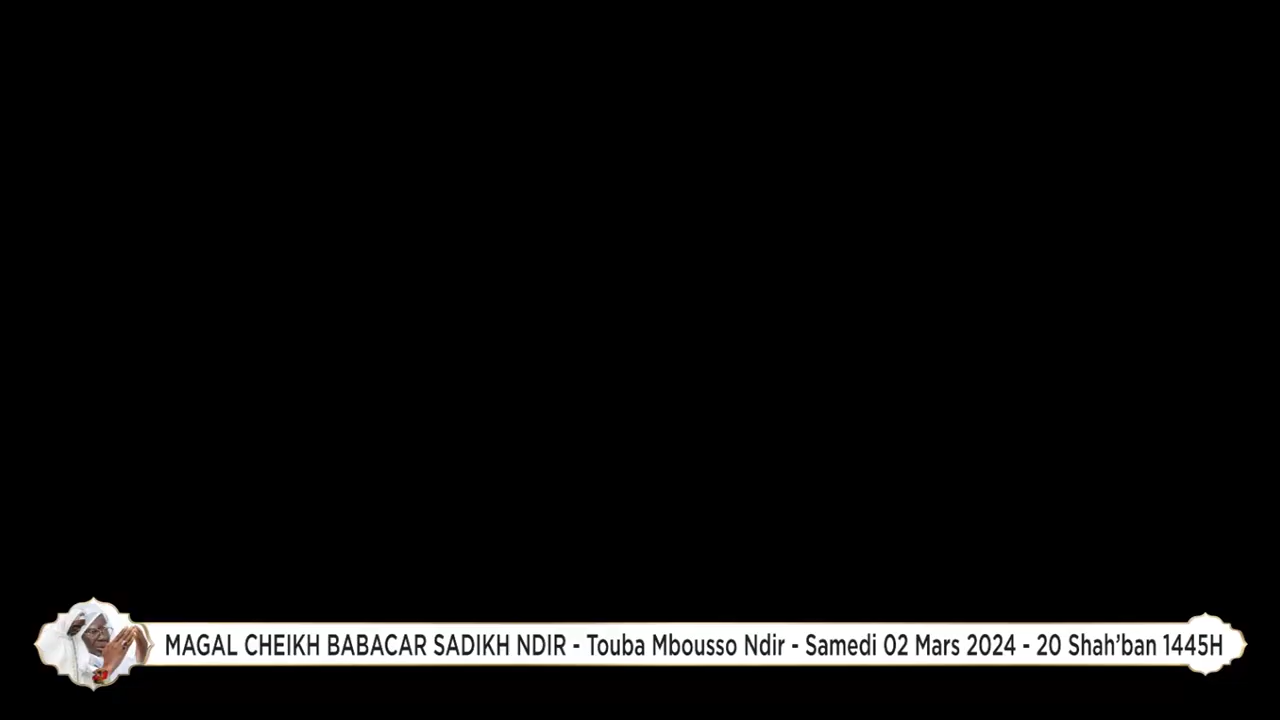 MAGAL CHEIKH BABACAR SADIKH NDIR - Touba Mbousso Ndir - Samedi 02 Mars 2024 - 20 Shah’ban 1445H